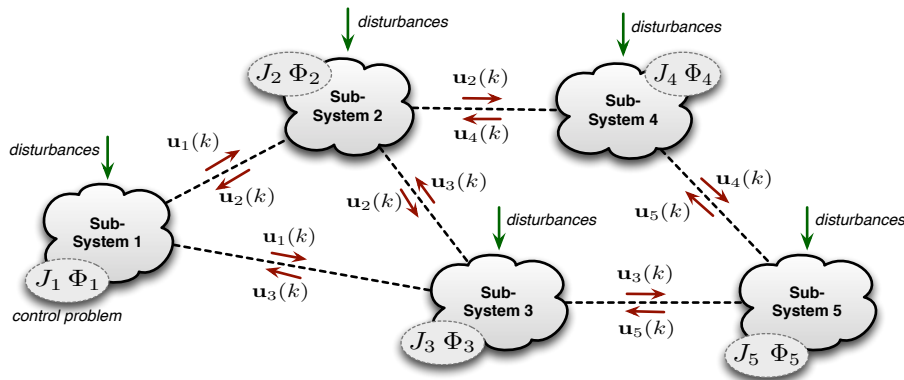 disturbances
disturbances
J₂ Φ₂
Sub-
System 2
u₂(k)
u₄(k)
J₄ Φ₄
Sub-
System 4
disturbances
u₁(k)
u₂(k)
u₂(k)
u₃(k)
u₄(k)
u₅(k)
Sub-
System 1
J₁ Φ₁
control problem
u₁(k)
u₃(k)
disturbances
Sub-
System 3
J₃ Φ₃
u₃(k)
u₅(k)
disturbances
Sub-
System 5
J₅ Φ₅